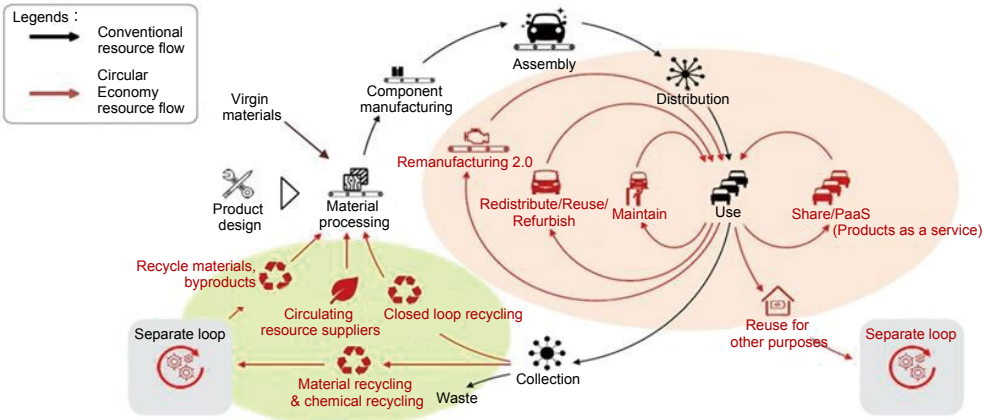 Legends :
Conventional
resource flow
Circular
Economy
resource flow
Assembly
Component
manufacturing
Distribution
Virgin
materials
Remanufacturing 2.0
Product
design
Material
processing
Redistribute/Reuse/
Refurbish
Maintain
Use
Share/PaaS
(Products as a service)
Recycle materials,
byproducts
Circulating
resource suppliers
Closed loop recycling
Reuse for
other purposes
Separate loop
Separate loop
Material recycling
& chemical recycling
Collection
Waste